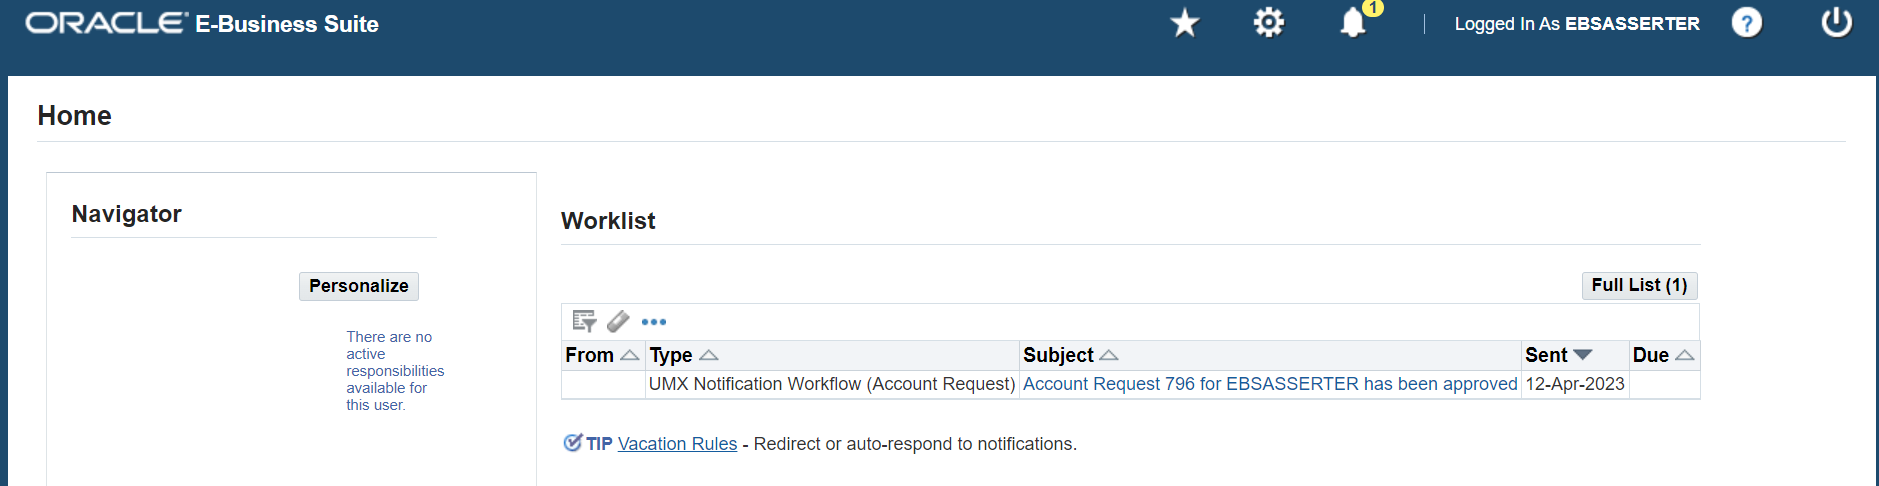 ORACLE E-Business Suite
1
Logged In As EBSASSERTER
?
Home
Navigator
Personalize
There are no
active
responsibilities
available for
this user.
Worklist
Full List (1)
From Type Subject Sent Due
UMX Notification Workflow (Account Request) Account Request 796 for EBSASSERTER has been approved 12-Apr-2023
TIP Vacation Rules - Redirect or auto-respond to notifications.